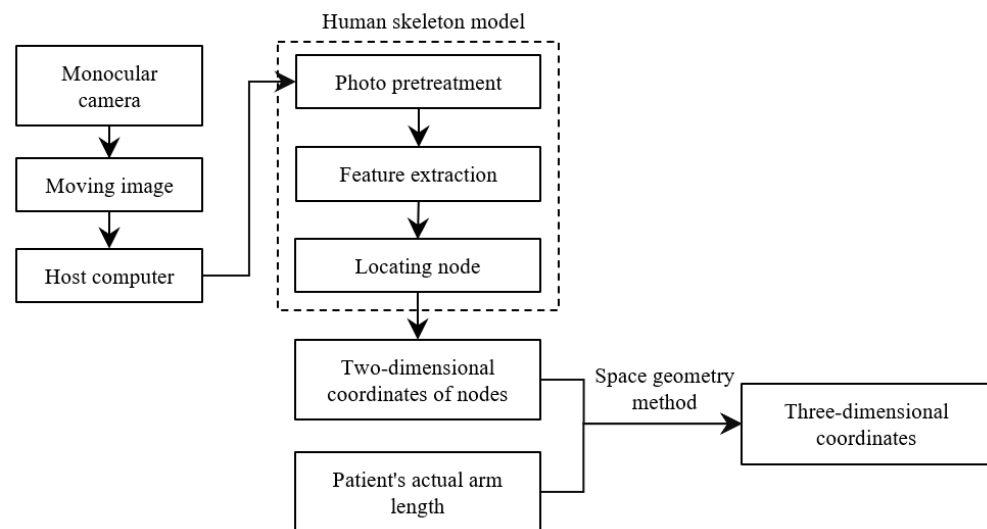 Human skeleton model
Monocular
camera
Moving image
Host computer
Photo pretreatment
Feature extraction
Locating node
Two-dimensional
coordinates of nodes
Patient's actual arm
length
Space geometry
method
Three-dimensional
coordinates